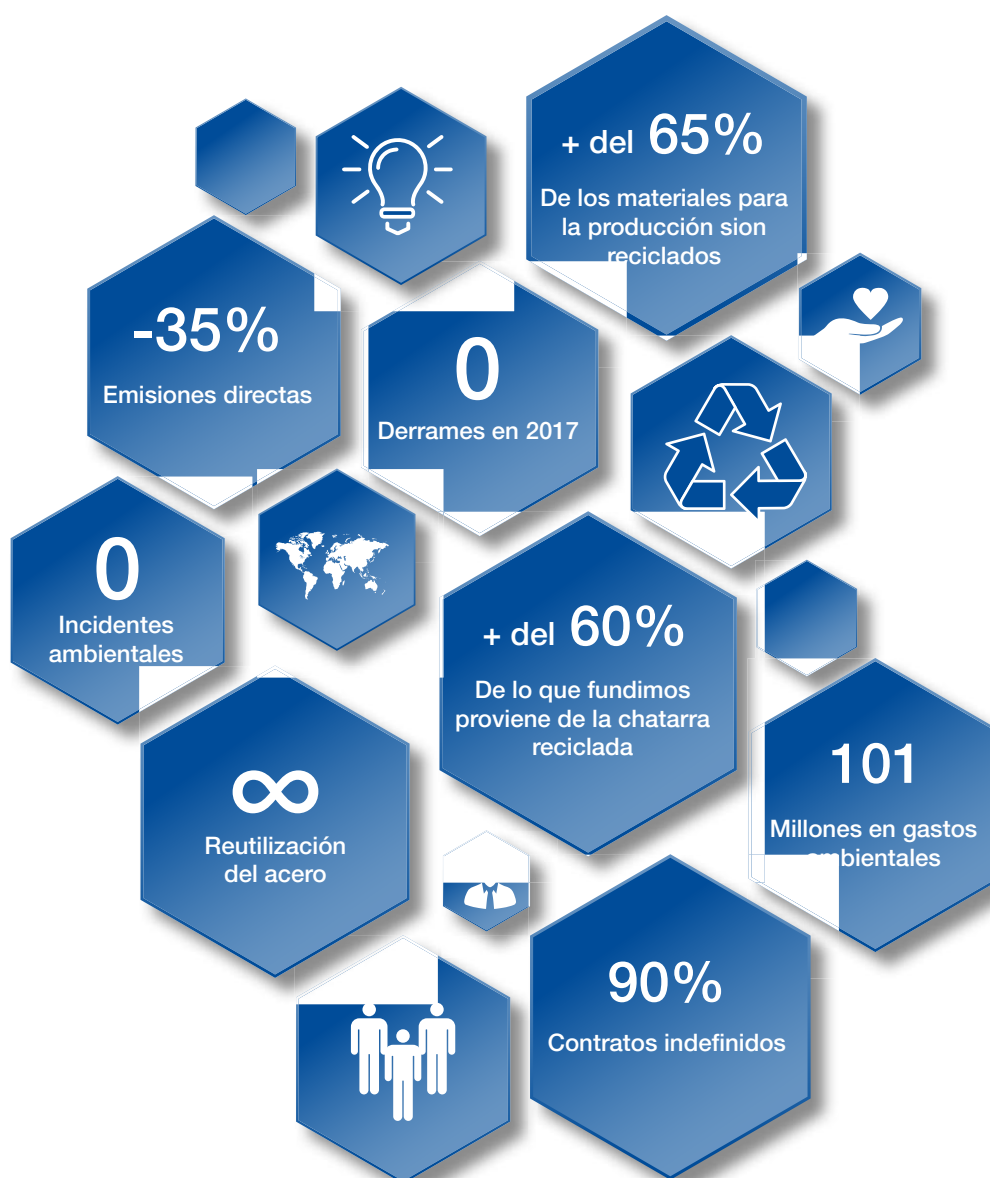 + del 65%
De los materiales para
la producción sion
reciclados
-35%
Emisiones directas
0
Derrames en 2017
0
Incidentes
ambientales
+ del 60%
De lo que fundimos
proviene de la chatarra
reciclada
101
Millones en gastos
ambientales
∞
Reutilización
del acero
90%
Contratos indefinidos